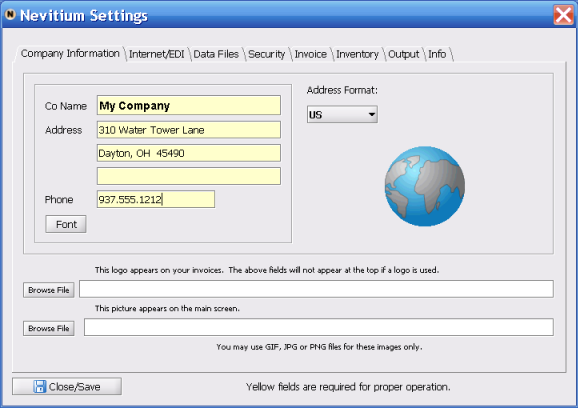 Nevitium Settings
Company Information Internet/EDI Data Files Security Invoice Inventory Output Info
Co Name My Company
Address 310 Water Tower Lane
Dayton, OH 45490
Phone 937.555.1212
Font
Address Format:
US
This logo appears on your invoices. The above fields will not appear at the top if a logo is used.
Browse File
This picture appears on the main screen.
Browse File
You may use GIF, JPG or PNG files for these images only.
Close/Save Yellow fields are required for proper operation.